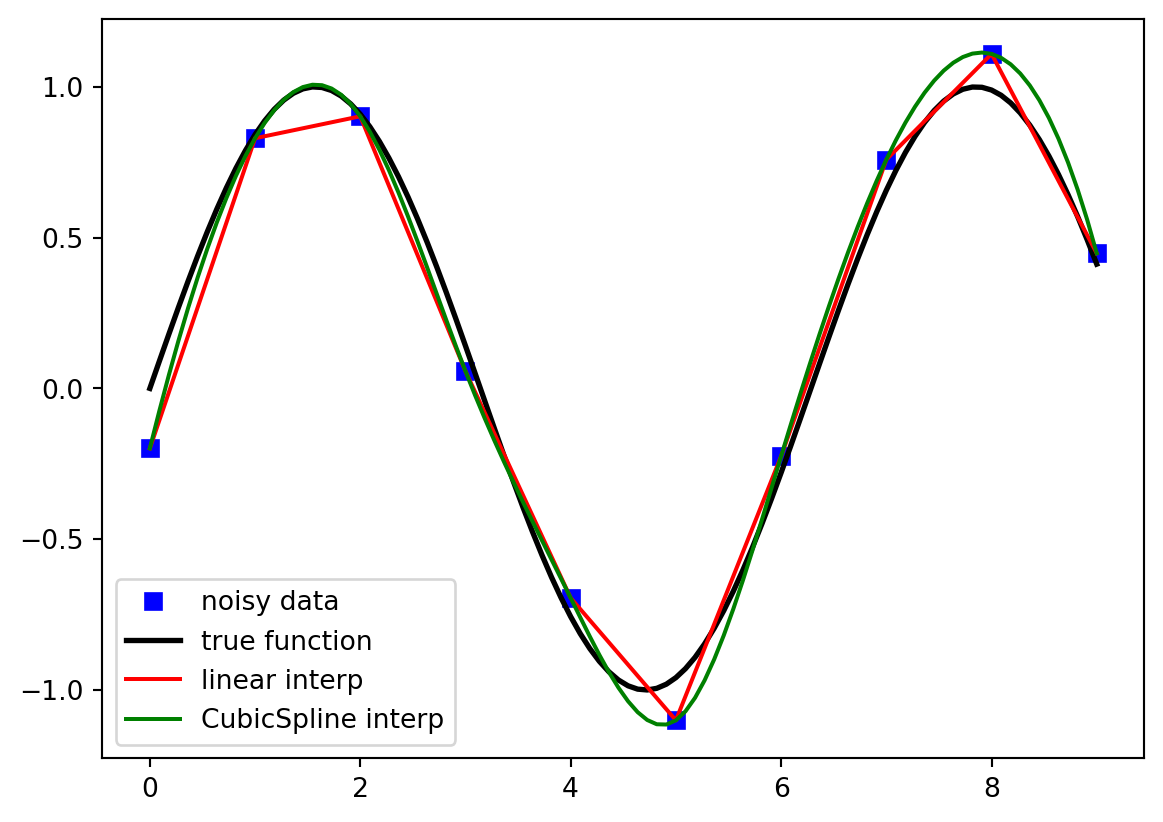 1.0
0.5
0.0
−0.5
−1.0
noisy data
true function
linear interp
CubicSpline interp
0 2 4 6 8